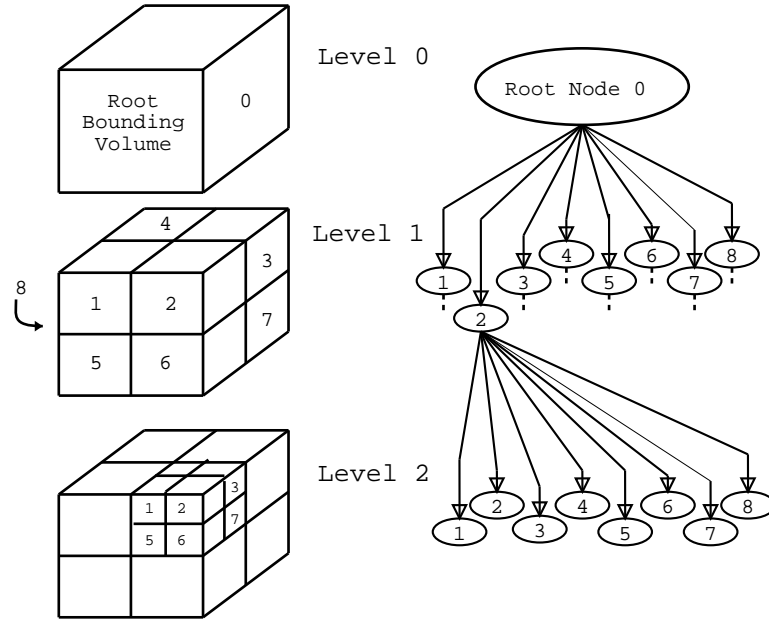 Level 0
Root
Bounding
Volume
0
Root Node 0
Level 1
4
3
8
1 2
7
5 6
4 6 8
1 3 5 7
2
Level 2
3
1 2
7
5 6
2 4 6 8
1 3 5 7